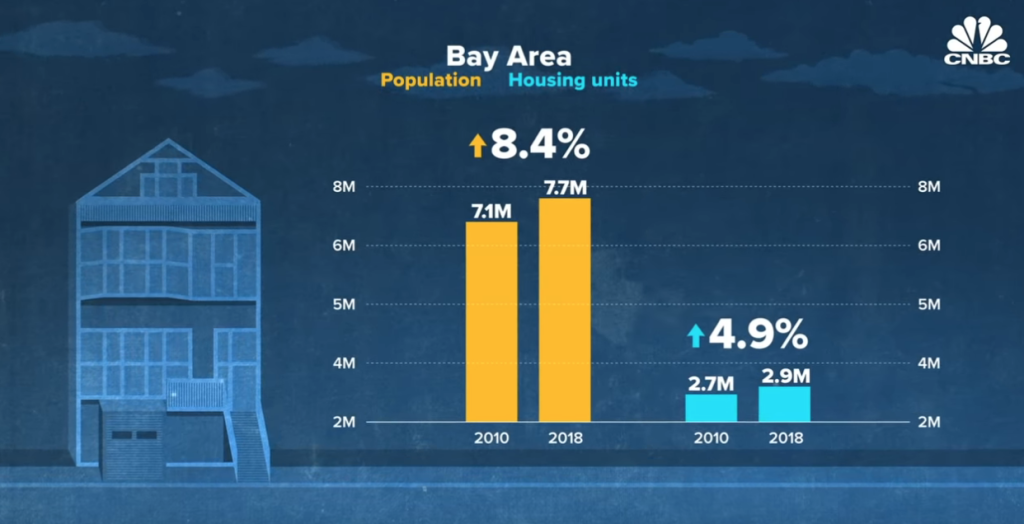 CNBC
Bay Area
Population Housing units
8.4%
8M 7.7M 8M
7.1M
6M 6M
5M 5M
4.9%
4M 4M
2.7M 2.9M
2M 2M
2010 2018 2010 2018